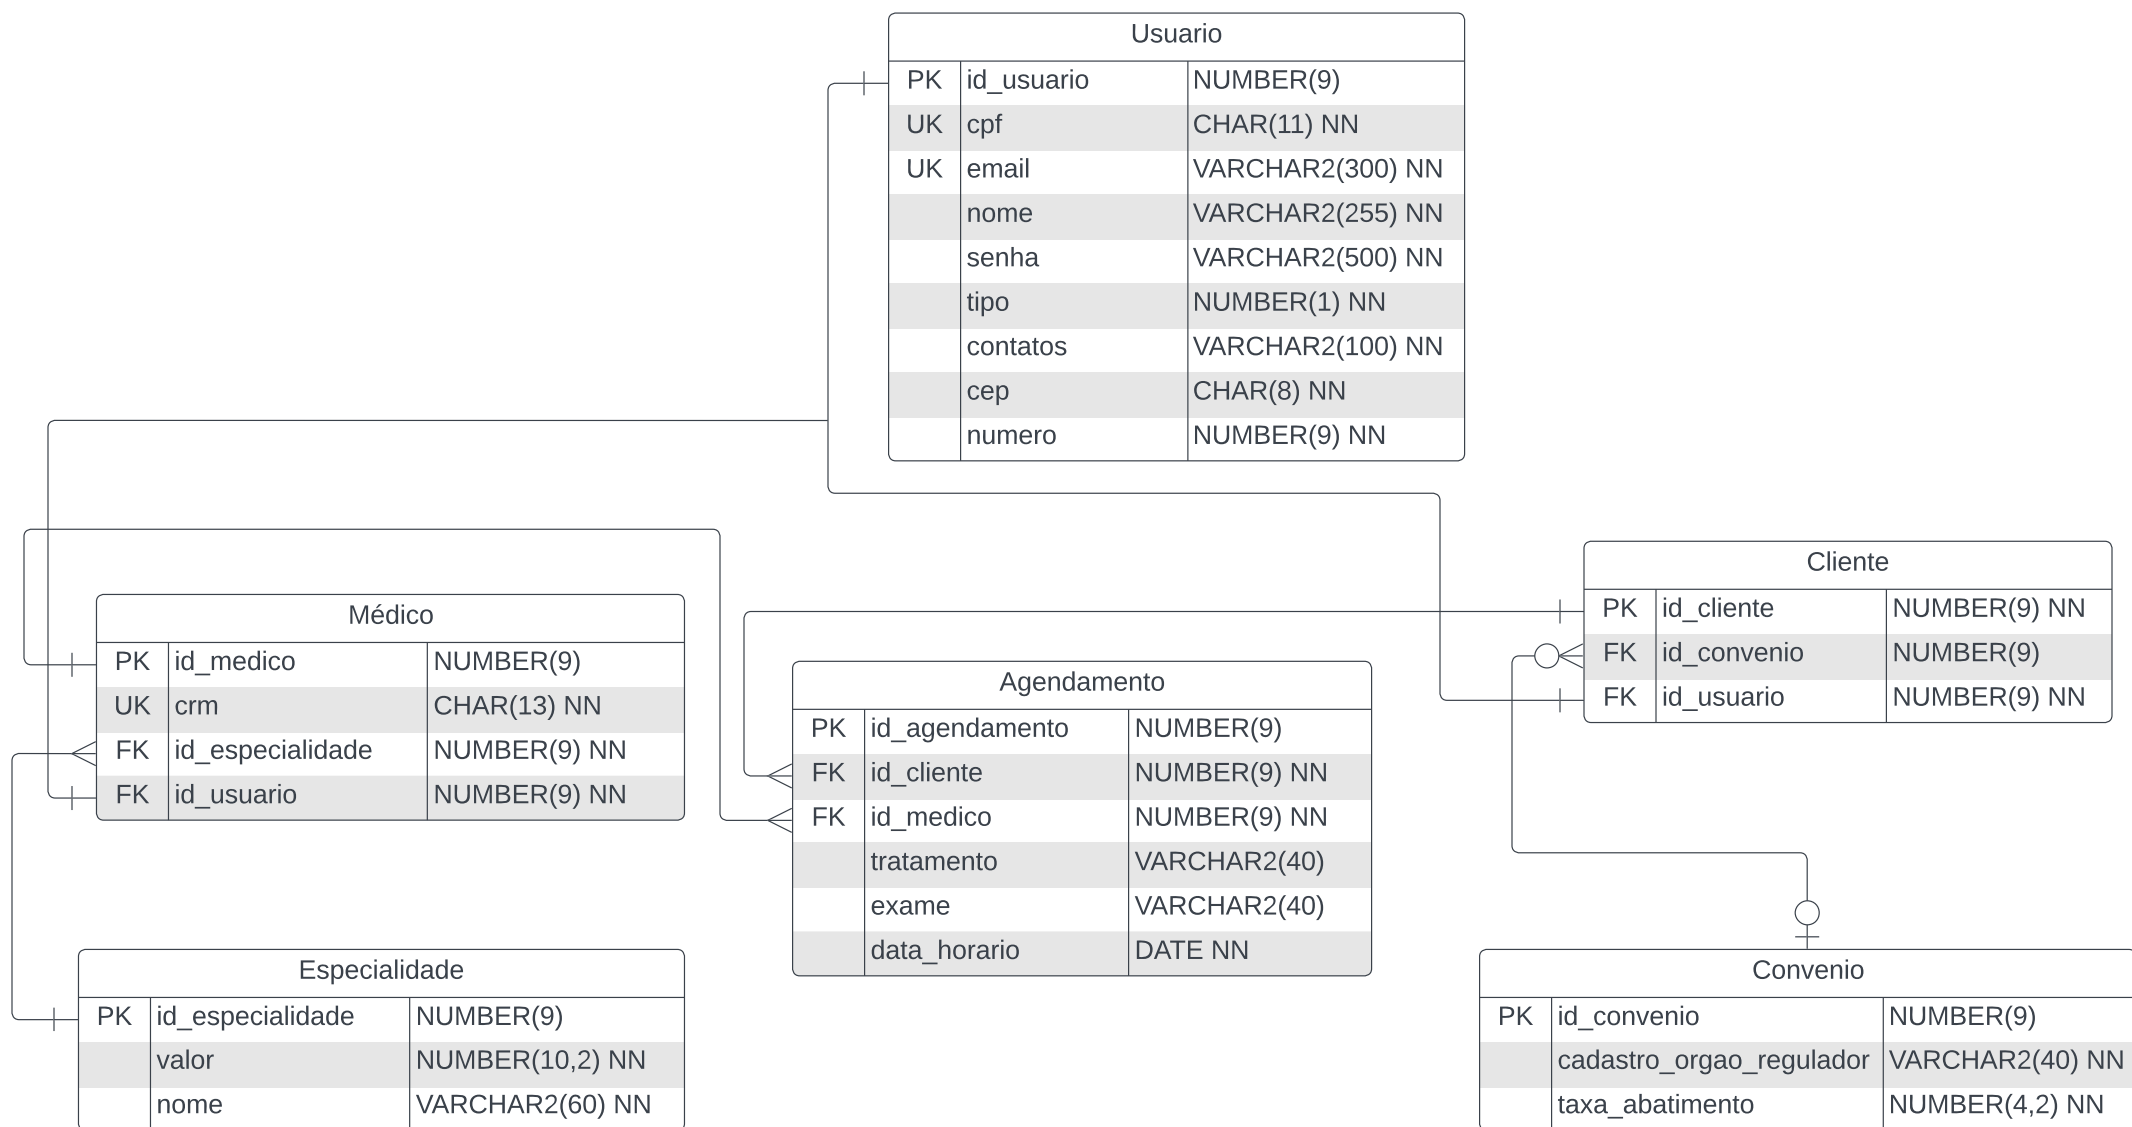 Usuario
PK id_usuario NUMBER(9)
UK cpf CHAR(11) NN
UK email VARCHAR2(300) NN
nome VARCHAR2(255) NN
senha VARCHAR2(500) NN
tipo NUMBER(1) NN
contatos VARCHAR2(100) NN
cep CHAR(8) NN
numero NUMBER(9) NN
Médico
PK id_medico NUMBER(9)
UK crm CHAR(13) NN
FK id_especialidade NUMBER(9) NN
FK id_usuario NUMBER(9) NN
Agendamento
PK id_agendamento NUMBER(9)
FK id_cliente NUMBER(9) NN
FK id_medico NUMBER(9) NN
tratamento VARCHAR2(40)
exame VARCHAR2(40)
data_horario DATE NN
Cliente
PK id_cliente NUMBER(9) NN
FK id_convenio NUMBER(9)
FK id_usuario NUMBER(9) NN
Especialidade
PK id_especialidade NUMBER(9)
valor NUMBER(10,2) NN
nome VARCHAR2(60) NN
Convenio
PK id_convenio NUMBER(9)
cadastro_orgao_regulador VARCHAR2(40) NN
taxa_abatimento NUMBER(4,2) NN